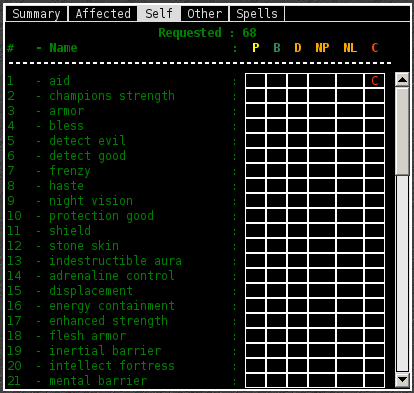 Summary Affected Self Other Spells
Requested : 68
# - Name : P B D NP NL C
1 - aid : C
2 - champions strength :
3 - armor :
4 - bless :
5 - detect evil :
6 - detect good :
7 - frenzy :
8 - haste :
9 - night vision :
10 - protection good :
11 - shield :
12 - stone skin :
13 - indestructible aura :
14 - adrenaline control :
15 - displacement :
16 - energy containment :
17 - enhanced strength :
18 - flesh armor :
19 - inertial barrier :
20 - intellect fortress :
21 - mental barrier :